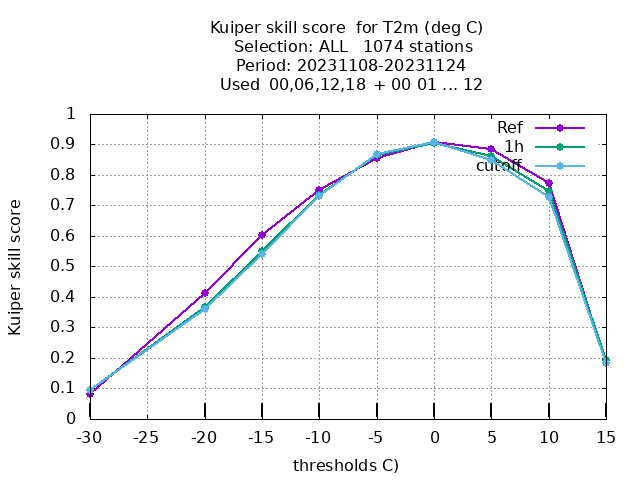 Kuiper skill score  for T2m (deg C)
Selection: ALL   1074 stations
Period: 20231108-20231124
Used  00,06,12,18  + 00 01 ... 12
1
0.9
0.8
0.7
0.6
0.5
0.4
0.3
0.2
0.1
0
Kuiper skill score
Ref
1h
cutoff
-30 -25 -20 -15 -10 -5 0 5 10 15
thresholds C)